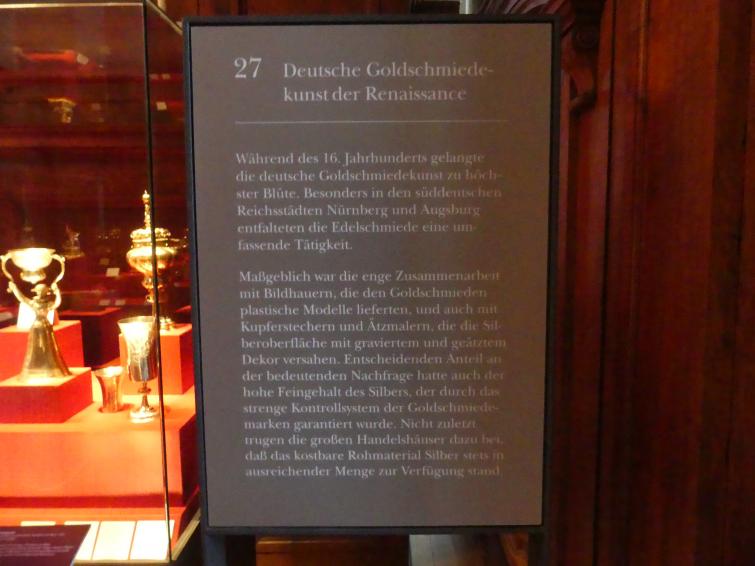 27 Deutsche Goldschmiede-
kunst der Renaissance
Während des 16. Jahrhunderts gelangte
die deutsche Goldschmiedekunst zu höch-
ster Blüte. Besonders in den süddeutschen
Reichsstädten Nürnberg und Augsburg
entfalteten die Edelschmiede eine um-
fassende Tätigkeit.
Maßgeblich war die enge Zusammenarbeit
mit Bildhauern, die den Goldschmieden
plastische Modelle lieferten, und auch mit
Kupferstechern und Ätzmalern, die die Sil-
beroberfläche mit graviertem und geätztem
Dekor versahen. Entscheidenden Anteil an
der bedeutenden Nachfrage hatte auch der
hohe Feingehalt des Silbers, der durch das
strenge Kontrollsystem der Goldschmiede-
marken garantiert wurde. Nicht zuletzt
trugen die großen Handelshäuser dazu bei,
daß das kostbare Rohmaterial Silber stets in
ausreichender Menge zur Verfügung stand.